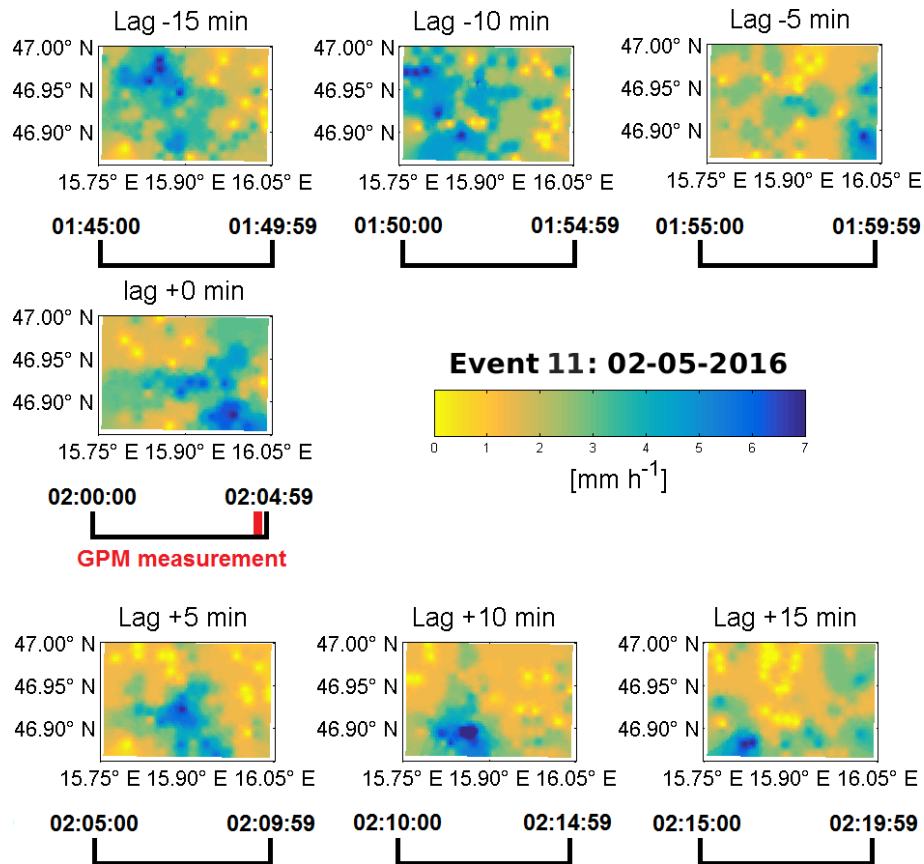 Lag -15 min
Lag -10 min
Lag -5 min
47.00° N
46.95° N
46.90° N
15.75° E 15.90° E 16.05° E
47.00° N
46.95° N
46.90° N
15.75° E 15.90° E 16.05° E
47.00° N
46.95° N
46.90° N
15.75° E 15.90° E 16.05° E
01:45:00 01:49:59
01:50:00 01:54:59
01:55:00 01:59:59
lag +0 min
47.00° N
46.95° N
46.90° N
15.75° E 15.90° E 16.05° E
Event 11: 02-05-2016
0 1 2 3 4 5 6 7
[mm h⁻¹]
02:00:00 02:04:59
GPM measurement
Lag +5 min
Lag +10 min
Lag +15 min
47.00° N
46.95° N
46.90° N
15.75° E 15.90° E 16.05° E
47.00° N
46.95° N
46.90° N
15.75° E 15.90° E 16.05° E
47.00° N
46.95° N
46.90° N
15.75° E 15.90° E 16.05° E
02:05:00 02:09:59
02:10:00 02:14:59
02:15:00 02:19:59